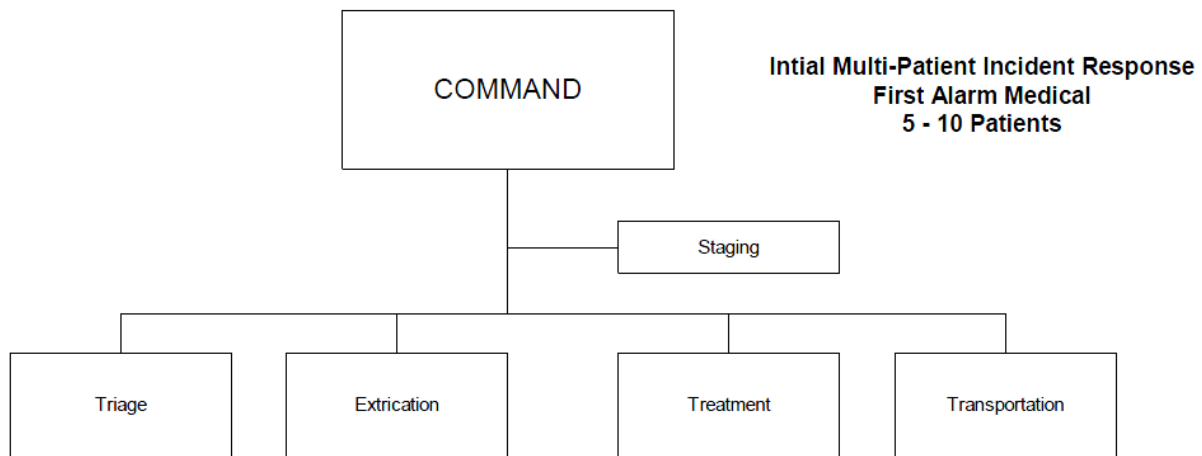 COMMAND
Intial Multi-Patient Incident Response
First Alarm Medical
5 - 10 Patients
Staging
Triage
Extrication
Treatment
Transportation